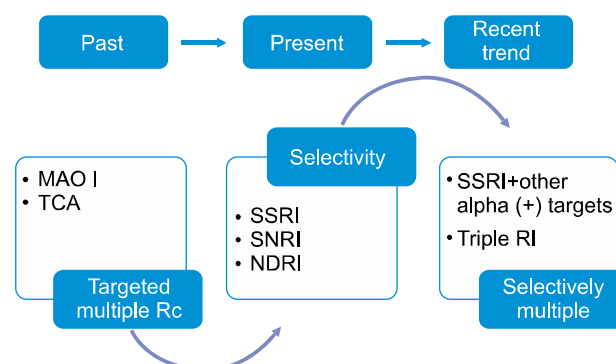 Past
Present
Recent
trend
• MAO I
• TCA
Targeted
multiple Rc
Selectivity
• SSRI
• SNRI
• NDRI
• SSRI+other
alpha (+) targets
• Triple RI
Selectively
multiple